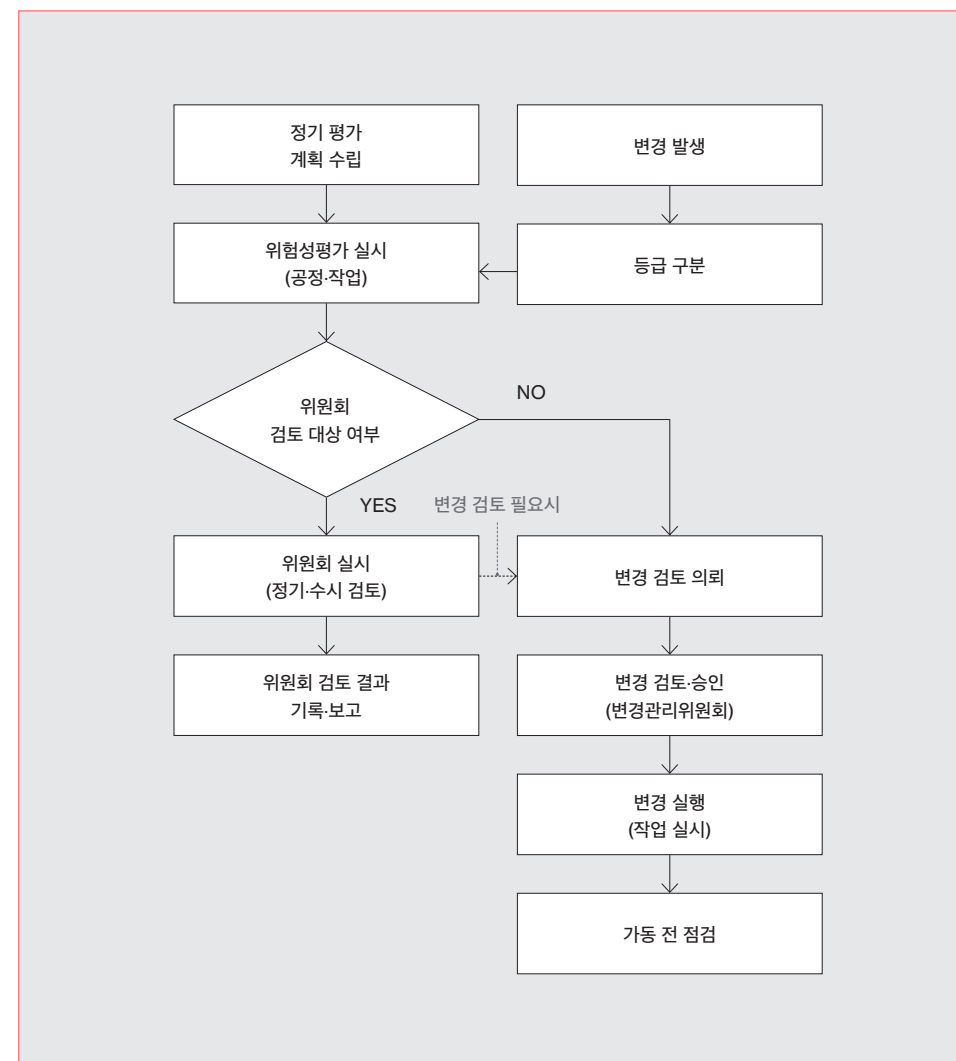 정기 평가
계획 수립
변경 발생
위험성평가 실시
(공정·작업)
등급 구분
위원회
검토 대상 여부
NO
YES
변경 검토 필요시
위원회 실시
(정기·수시 검토)
변경 검토 의뢰
위원회 검토 결과
기록·보고
변경 검토·승인
(변경관리위원회)
변경 실행
(작업 실시)
가동 전 점검